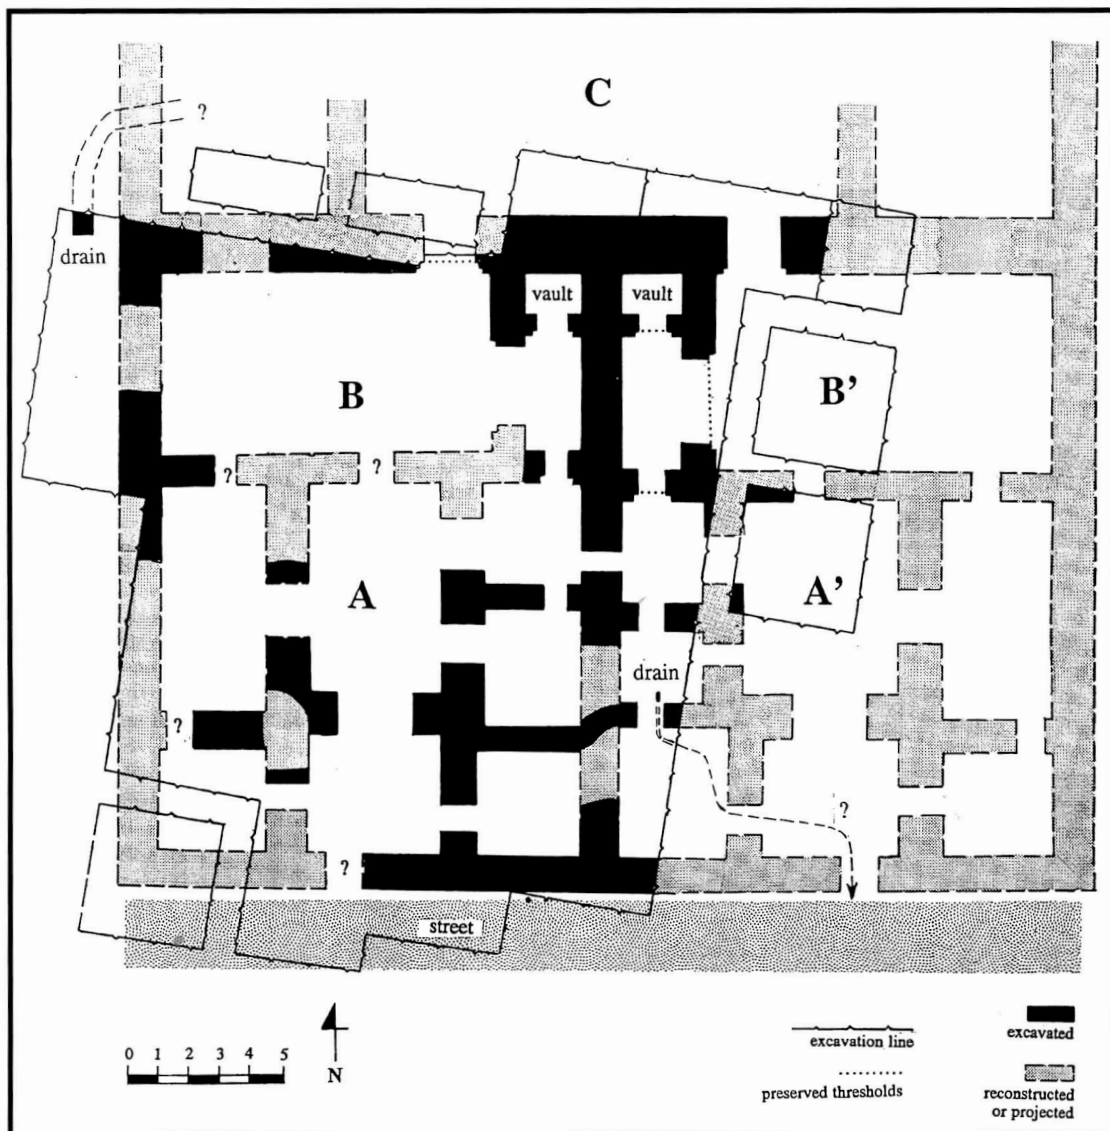 C
?
drain
vault
vault
B
B’
?
?
A
A’
drain
?
?
?
street
0 1 2 3 4 5
N
excavation line
excavated
preserved thresholds
reconstructed
or projected